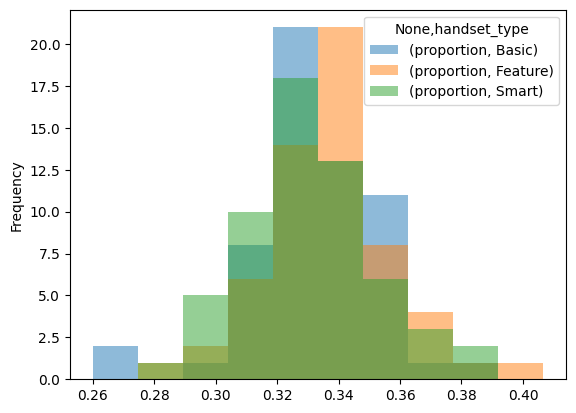 None,handset_type
(proportion, Basic)
(proportion, Feature)
(proportion, Smart)
Frequency
20.0
17.5
15.0
12.5
10.0
7.5
5.0
2.5
0.0
0.26 0.28 0.30 0.32 0.34 0.36 0.38 0.40